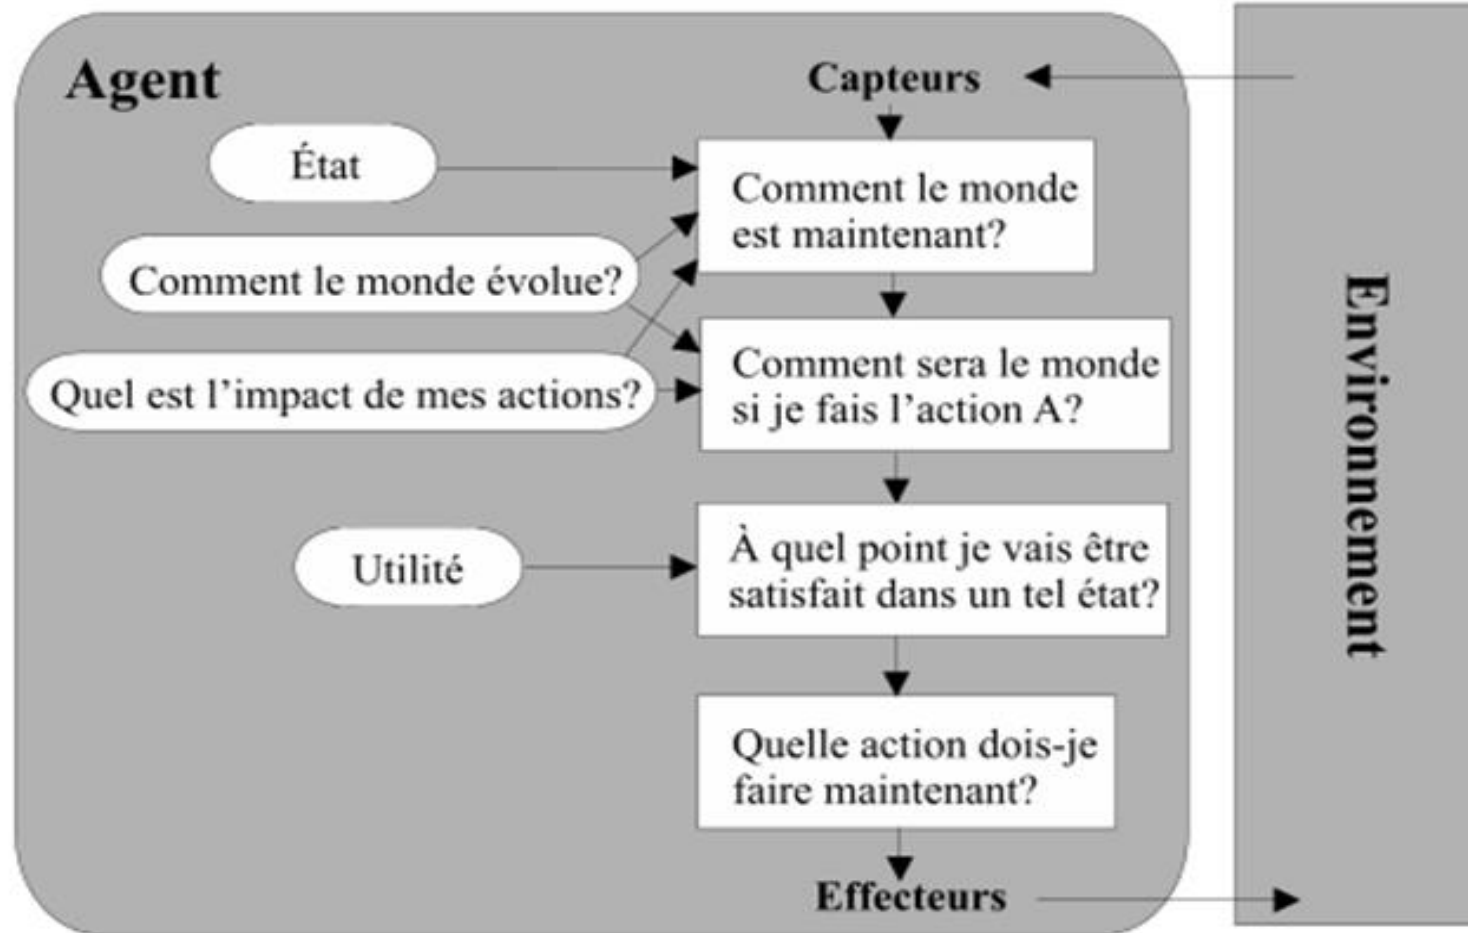 Agent
Capteurs
État
Comment le monde
est maintenant?
Comment le monde évolue?
Quel est l’impact de mes actions?
Comment sera le monde
si je fais l’action A?
Utilité
À quel point je vais être
satisfait dans un tel état?
Quelle action dois-je
faire maintenant?
Effecteurs
Environnement